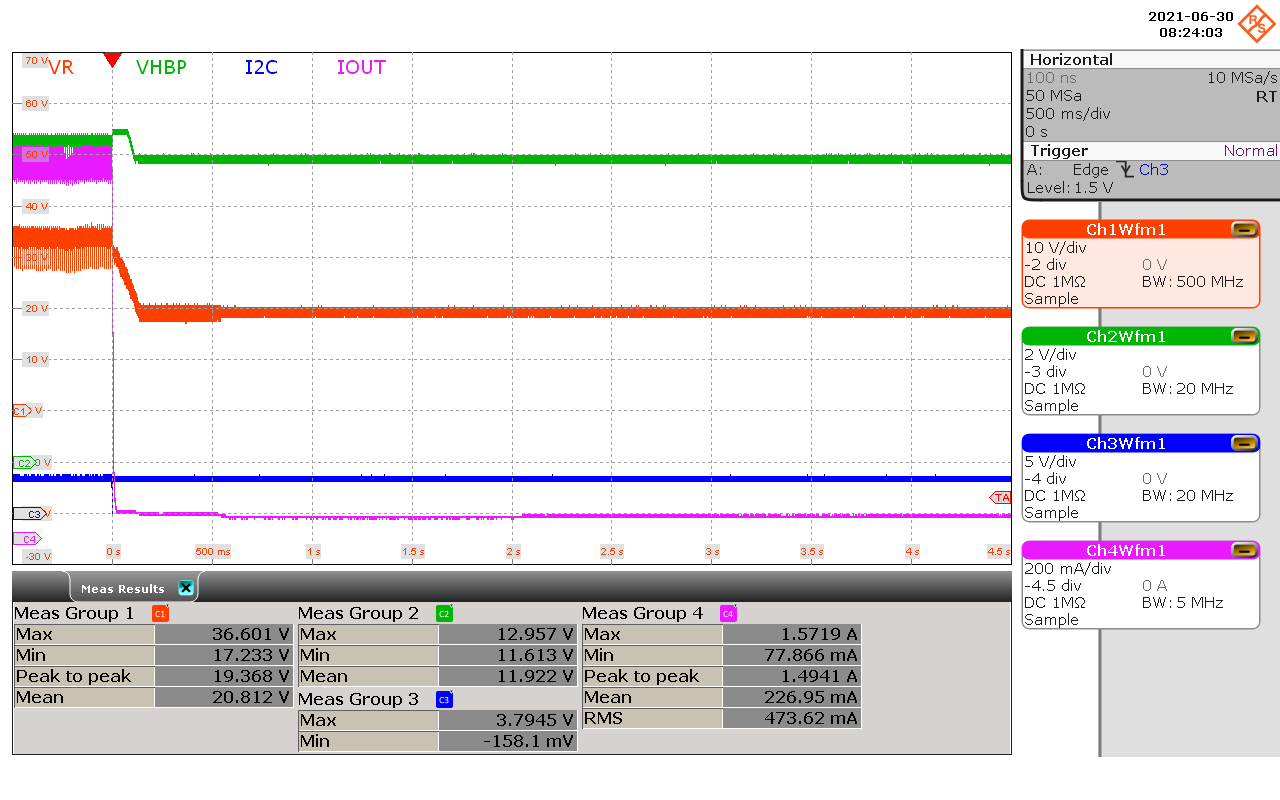 2021-06-30
08:24:03
R&S
70 V
VR VHBP I2C IOUT
60 V
50 V
40 V
30 V
20 V
10 V
C1 V
C2 0 V
C3 V
C4
-30 V
0 s 500 ms 1 s 1.5 s 2 s 2.5 s 3 s 3.5 s 4 s 4.5 s
TA
Horizontal
100 ns 10 MSa/s
50 MSa RT
500 ms/div
0 s
Trigger Normal
A: Edge Ch3
Level: 1.5 V
Ch1Wfm1
10 V/div
-2 div 0 V
DC 1MΩ BW: 500 MHz
Sample
Ch2Wfm1
2 V/div
-3 div 0 V
DC 1MΩ BW: 20 MHz
Sample
Ch3Wfm1
5 V/div
-4 div 0 V
DC 1MΩ BW: 20 MHz
Sample
Ch4Wfm1
200 mA/div
-4.5 div 0 A
DC 1MΩ BW: 5 MHz
Sample
Meas Results
Meas Group 1 C1
Max 36.601 V
Min 17.233 V
Peak to peak 19.368 V
Mean 20.812 V
Meas Group 2 C2
Max 12.957 V
Min 11.613 V
Mean 11.922 V
Meas Group 3 C3
Max 3.7945 V
Min -158.1 mV
Meas Group 4 C4
Max 1.5719 A
Min 77.866 mA
Peak to peak 1.4941 A
Mean 226.95 mA
RMS 473.62 mA